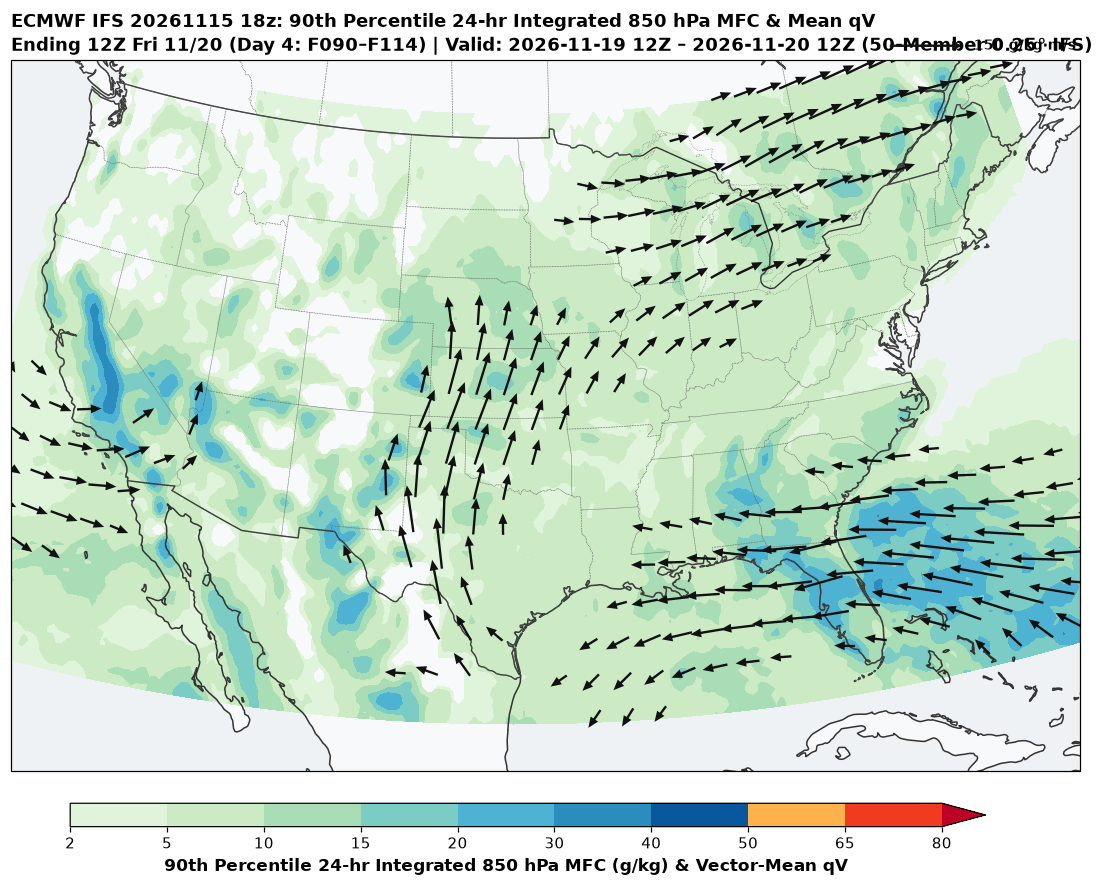 ECMWF IFS 20261115 18z: 90th Percentile 24-hr Integrated 850 hPa MFC & Mean qV
Ending 12Z Fri 11/20 (Day 4: F090–F114) | Valid: 2026-11-19 12Z – 2026-11-20 12Z (50-Member 0.25° IFS)
2 5 10 15 20 30 40 50 65 80
90th Percentile 24-hr Integrated 850 hPa MFC (g/kg) & Vector-Mean qV